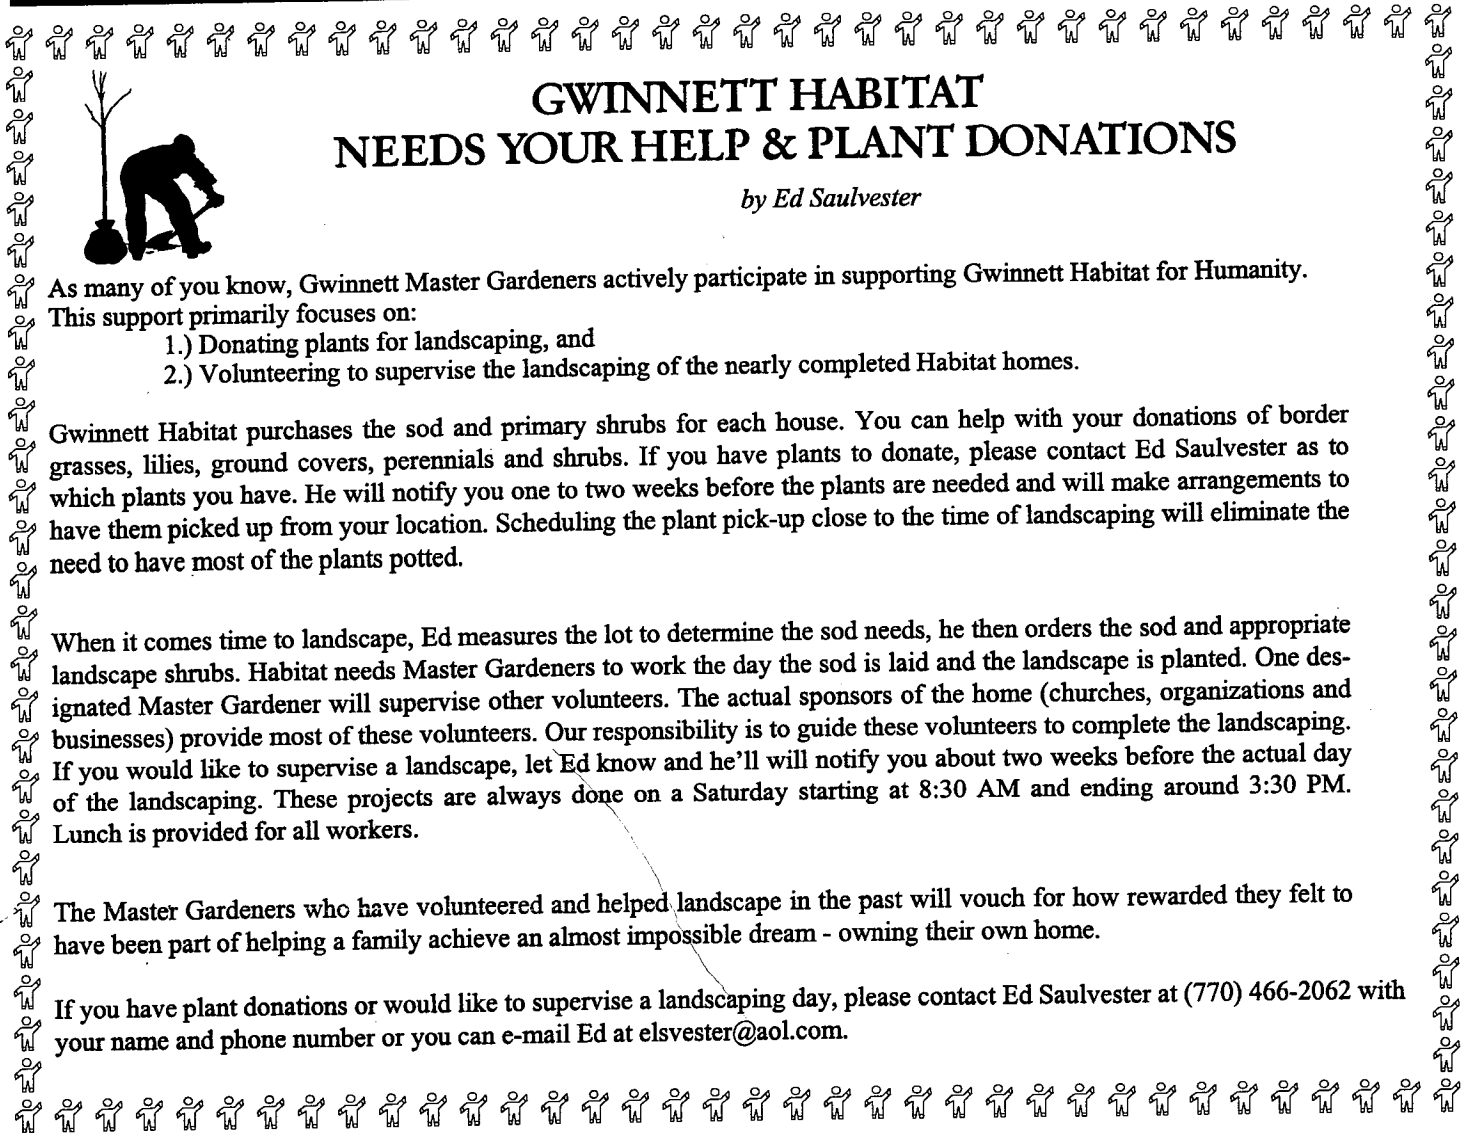 GWINNETT HABITAT
NEEDS YOUR HELP & PLANT DONATIONS
by Ed Saulvester
As many of you know, Gwinnett Master Gardeners actively participate in supporting Gwinnett Habitat for Humanity.
This support primarily focuses on:
1.) Donating plants for landscaping, and
2.) Volunteering to supervise the landscaping of the nearly completed Habitat homes.
Gwinnett Habitat purchases the sod and primary shrubs for each house. You can help with your donations of border
grasses, lilies, ground covers, perennials and shrubs. If you have plants to donate, please contact Ed Saulvester as to
which plants you have. He will notify you one to two weeks before the plants are needed and will make arrangements to
have them picked up from your location. Scheduling the plant pick-up close to the time of landscaping will eliminate the
need to have most of the plants potted.
When it comes time to landscape, Ed measures the lot to determine the sod needs, he then orders the sod and appropriate
landscape shrubs. Habitat needs Master Gardeners to work the day the sod is laid and the landscape is planted. One des-
ignated Master Gardener will supervise other volunteers. The actual sponsors of the home (churches, organizations and
businesses) provide most of these volunteers. Our responsibility is to guide these volunteers to complete the landscaping.
If you would like to supervise a landscape, let Ed know and he'll will notify you about two weeks before the actual day
of the landscaping. These projects are always done on a Saturday starting at 8:30 AM and ending around 3:30 PM.
Lunch is provided for all workers.
The Master Gardeners who have volunteered and helped landscape in the past will vouch for how rewarded they felt to
have been part of helping a family achieve an almost impossible dream - owning their own home.
If you have plant donations or would like to supervise a landscaping day, please contact Ed Saulvester at (770) 466-2062 with
your name and phone number or you can e-mail Ed at elsvester@aol.com.